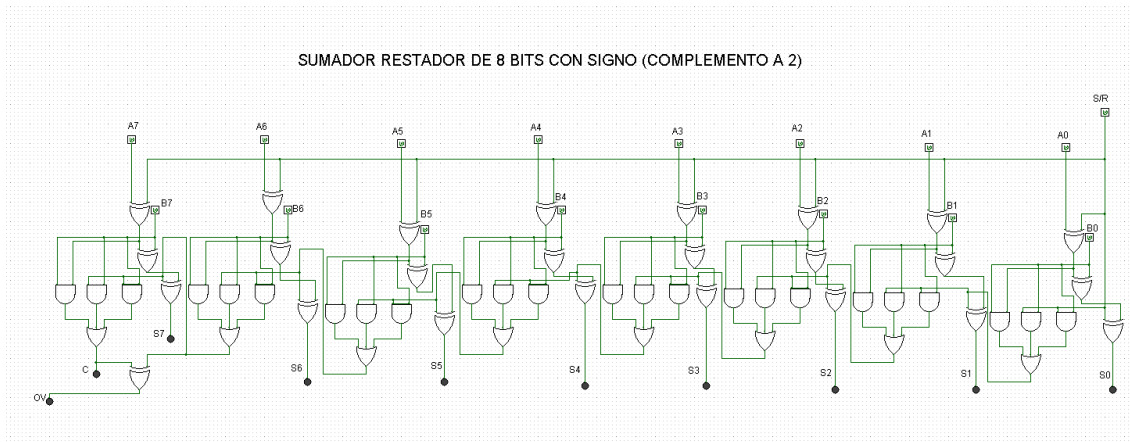 SUMADOR RESTADOR DE 8 BITS CON SIGNO (COMPLEMENTO A 2)
S/R
A7
A6
A5
A4
A3
A2
A1
A0
B7
B6
B5
B4
B3
B2
B1
B0
S7
C
OV
S6
S5
S4
S3
S2
S1
S0